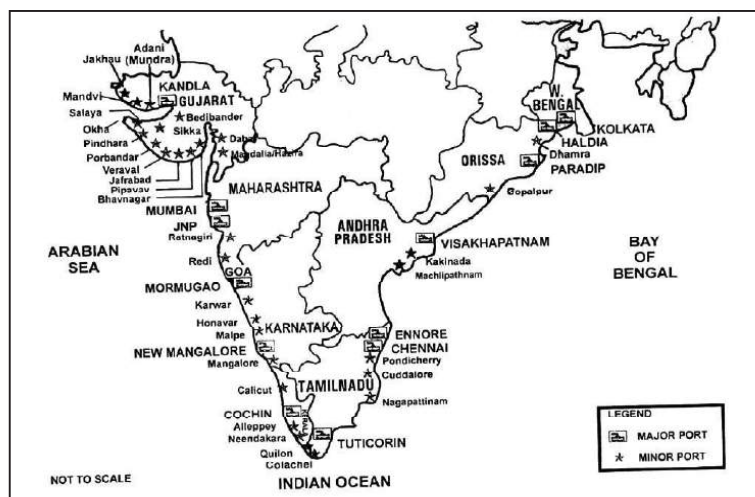 Adani
(Mundra)
Jakhau
KANDLA
GUJARAT
Mandvi
Salaya
Bedibander
Okha
Sikka
Pindhara
Porbandar
Veraval
Jafrabad
Pipavav
Bhavnagar
MAHARASHTRA
MUMBAI
JNP
Ratnagiri
Redi
GOA
MORMUGAO
Karwar
Honavar
Malpe
KARNATAKA
NEW MANGALORE
Mangalore
Calicut
COCHIN
KERALA
Alleppey
Neendakara
Quilon
Colachel
TUTICORIN
TAMILNADU
Nagapattinam
Cuddalore
Pondicherry
CHENNAI
ENNORE
Machlipathnam
Kakinada
VISAKHAPATNAM
ANDHRA
PRADESH
Gopalpur
ORISSA
PARADIP
Dhamra
HALDIA
KOLKATA
W.
BENGAL
ARABIAN
SEA
BAY
OF
BENGAL
INDIAN OCEAN
NOT TO SCALE
LEGEND
MAJOR PORT
MINOR PORT